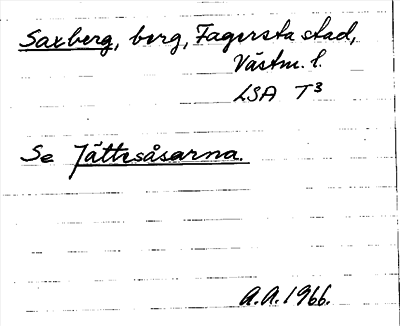 Saxberg, berg, Fagersta stad,
Västm. l.
LSA T3
Se Jättesåsarna.
A.A. 1966.